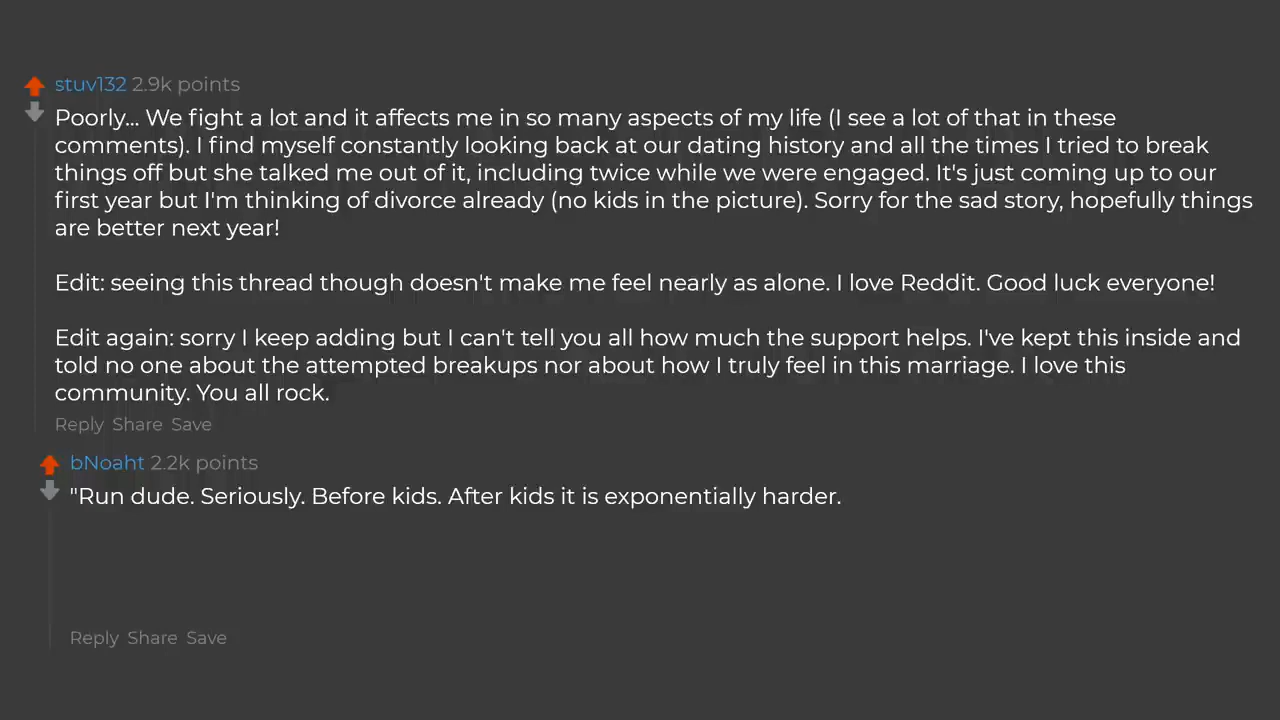 stuv132 2.9k points
Poorly... We fight a lot and it affects me in so many aspects of my life (I see a lot of that in these
comments). I find myself constantly looking back at our dating history and all the times I tried to break
things off but she talked me out of it, including twice while we were engaged. It's just coming up to our
first year but I'm thinking of divorce already (no kids in the picture). Sorry for the sad story, hopefully things
are better next year!
Edit: seeing this thread though doesn't make me feel nearly as alone. I love Reddit. Good luck everyone!
Edit again: sorry I keep adding but I can't tell you all how much the support helps. I've kept this inside and
told no one about the attempted breakups nor about how I truly feel in this marriage. I love this
community. You all rock.
Reply Share Save
bNoaht 2.2k points
"Run dude. Seriously. Before kids. After kids it is exponentially harder.
Reply Share Save